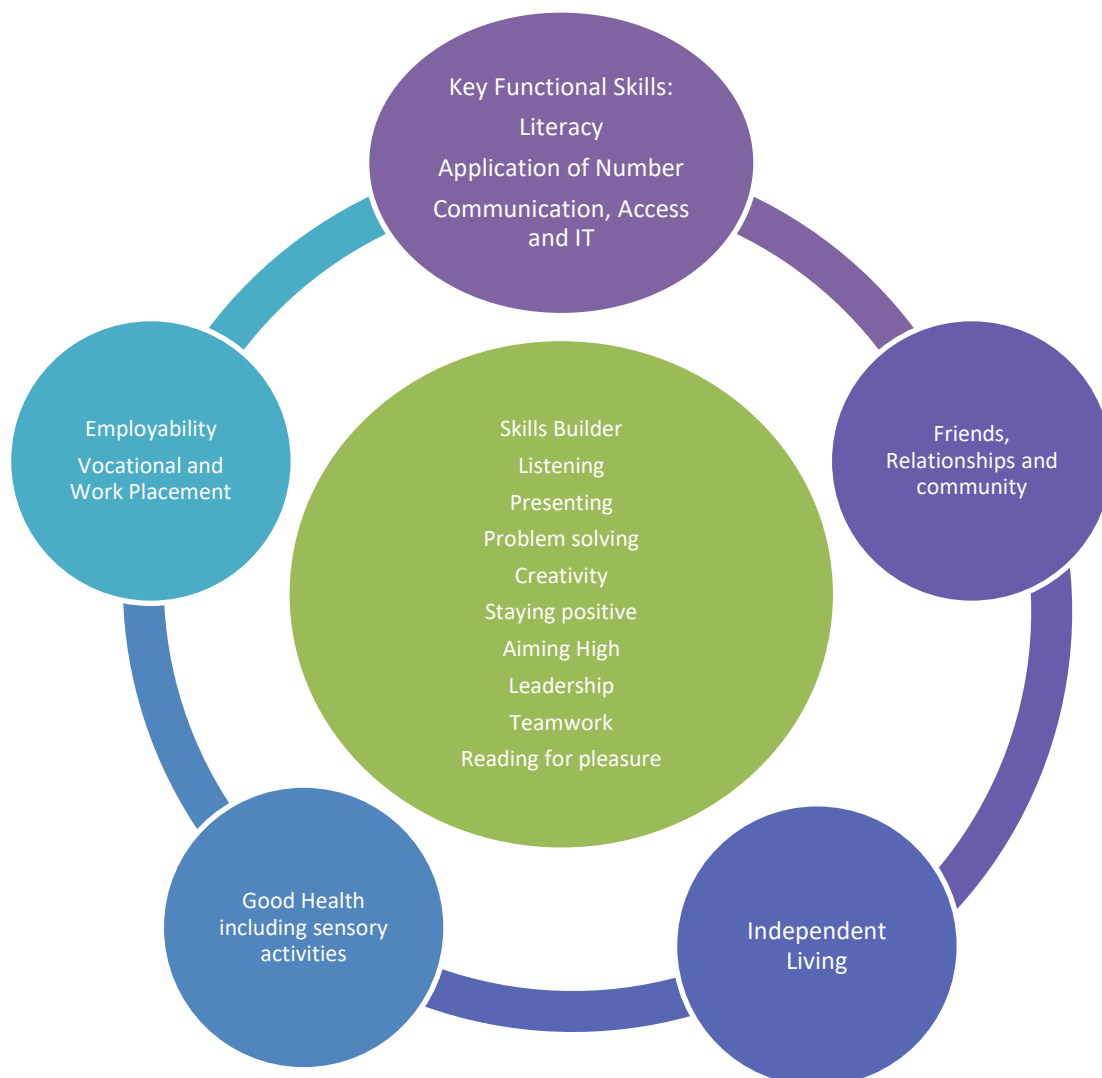 Key Functional Skills:
Literacy
Application of Number
Communication, Access
and IT
Friends,
Relationships and
community
Independent
Living
Good Health
including sensory
activities
Employability
Vocational and
Work Placement
Skills Builder
Listening
Presenting
Problem solving
Creativity
Staying positive
Aiming High
Leadership
Teamwork
Reading for pleasure